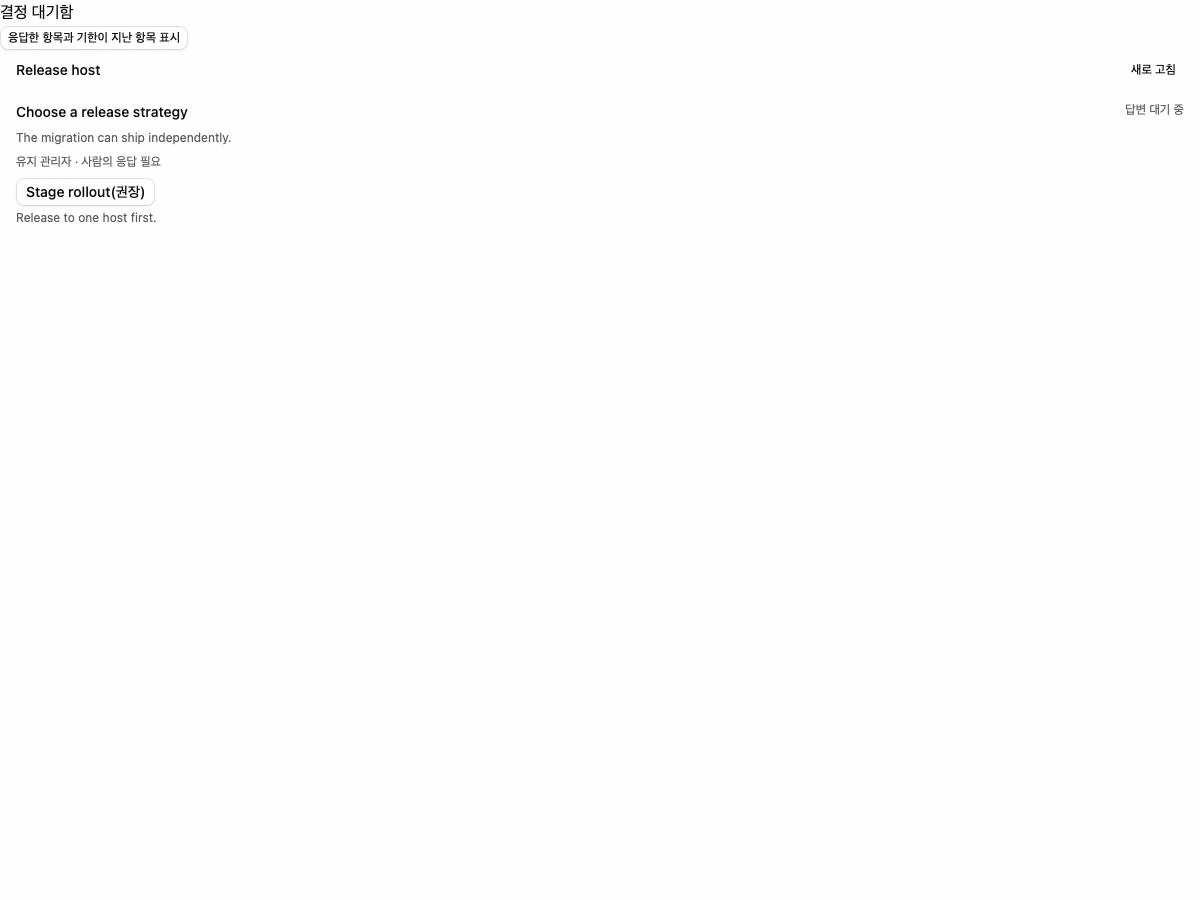 결정 대기함
응답한 항목과 기한이 지난 항목 표시
Release host
새로 고침
Choose a release strategy
답변 대기 중
The migration can ship independently.
유지 관리자 · 사람의 응답 필요
Stage rollout(권장)
Release to one host first.